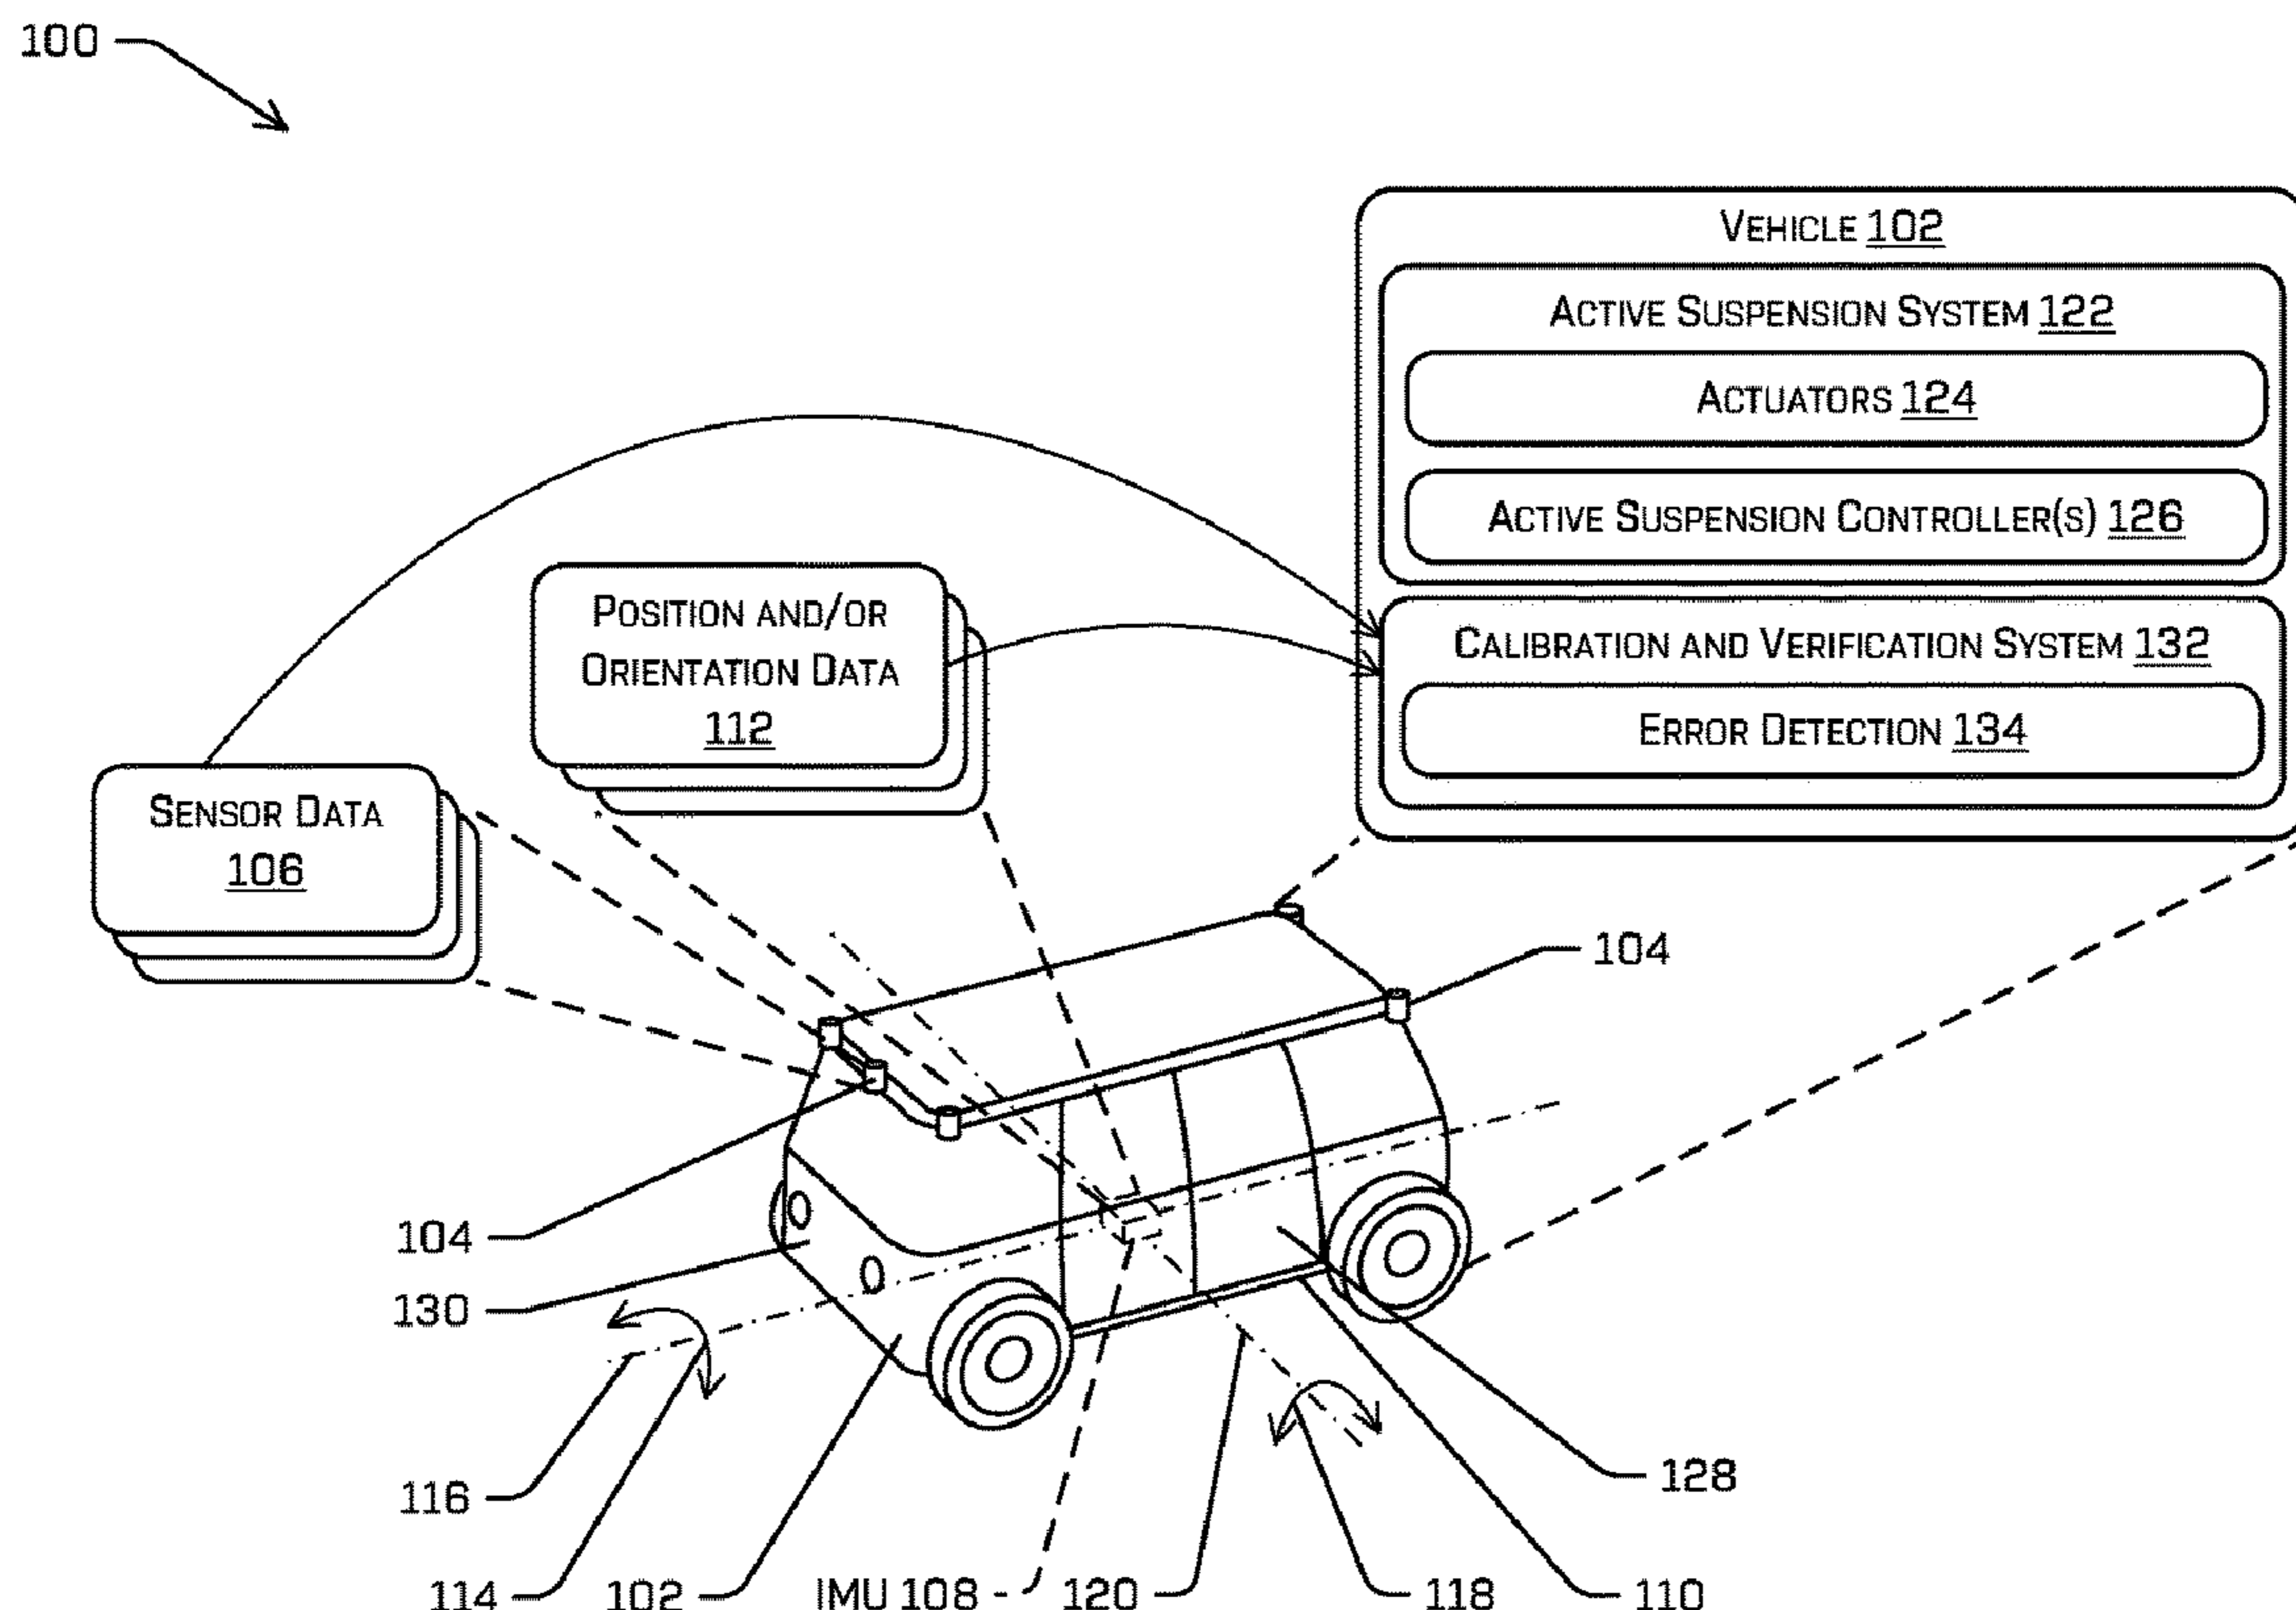 100
VEHICLE 102
ACTIVE SUSPENSION SYSTEM 122
ACTUATORS 124
ACTIVE SUSPENSION CONTROLLER(S) 126
POSITION AND/OR
ORIENTATION DATA
112
CALIBRATION AND VERIFICATION SYSTEM 132
ERROR DETECTION 134
SENSOR DATA
106
104
104
130
116
128
114
102
IMU 108
120
118
110